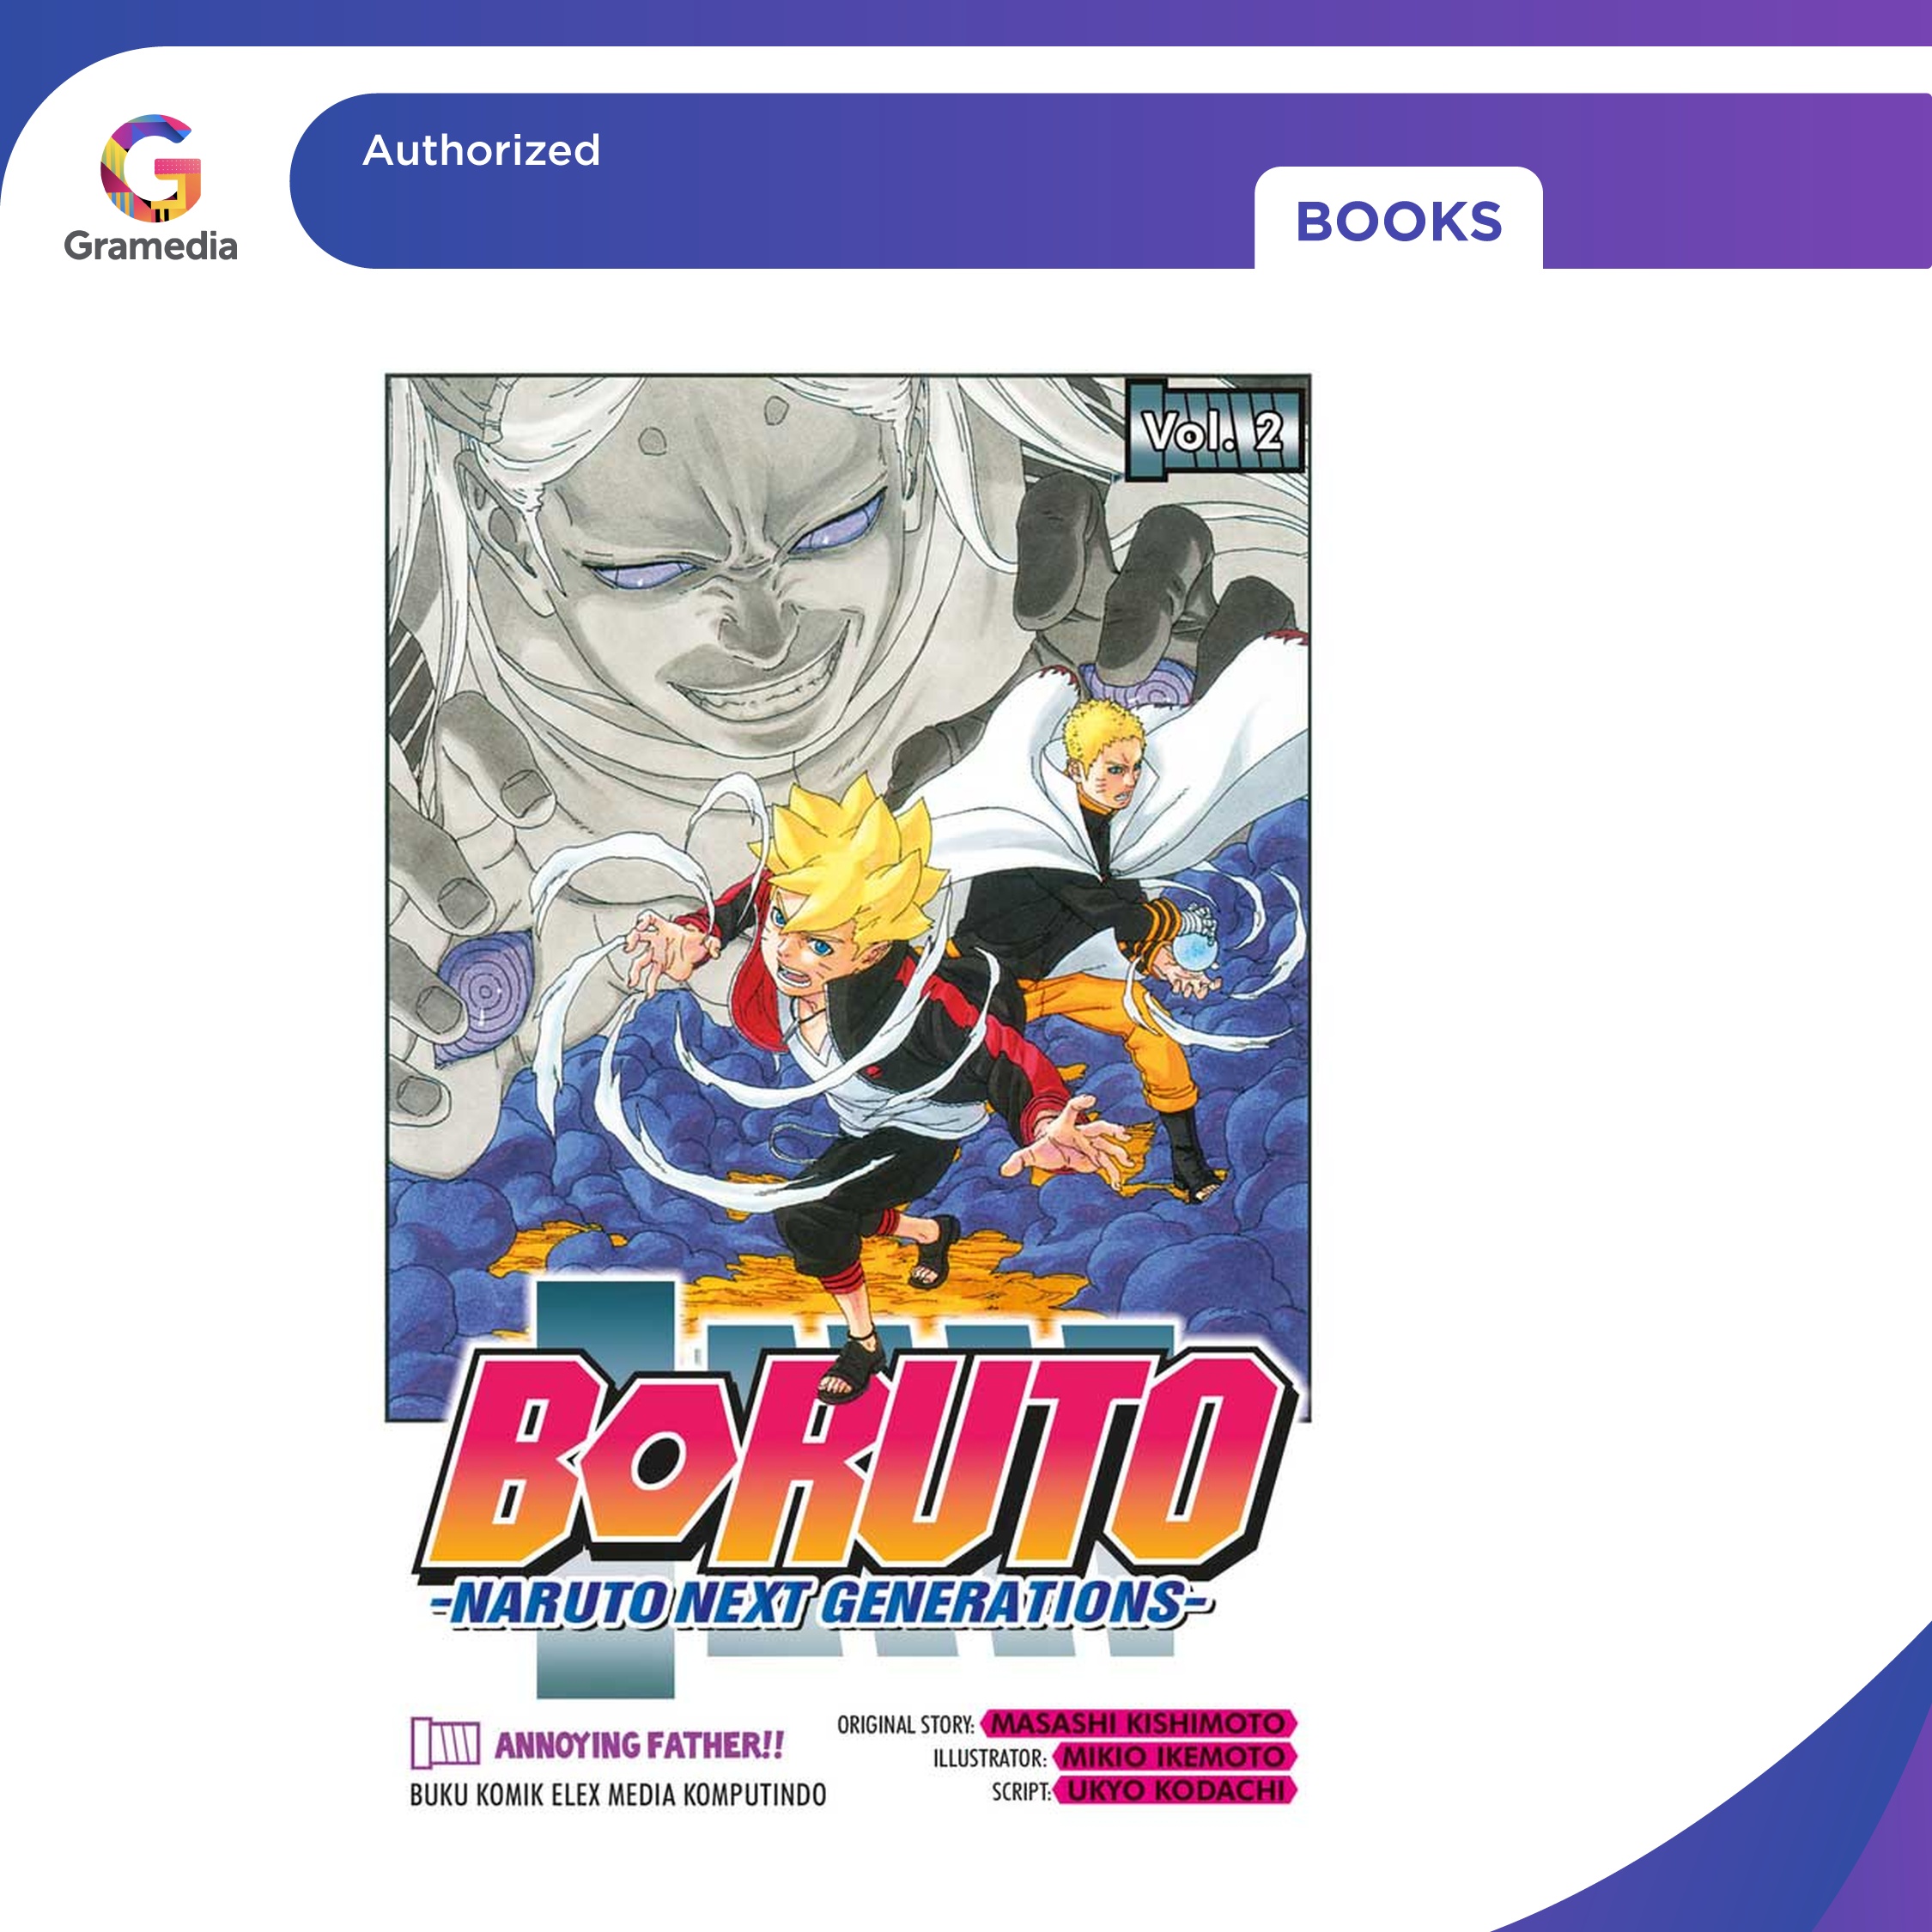 Gramedia
Authorized
BOOKS
Vol. 2
BORUTO
-NARUTO NEXT GENERATIONS-
ANNOYING FATHER!!
BUKU KOMIK ELEX MEDIA KOMPUTINDO
ORIGINAL STORY: MASASHI KISHIMOTO
ILLUSTRATOR: MIKIO IKEMOTO
SCRIPT: UKYO KODACHI